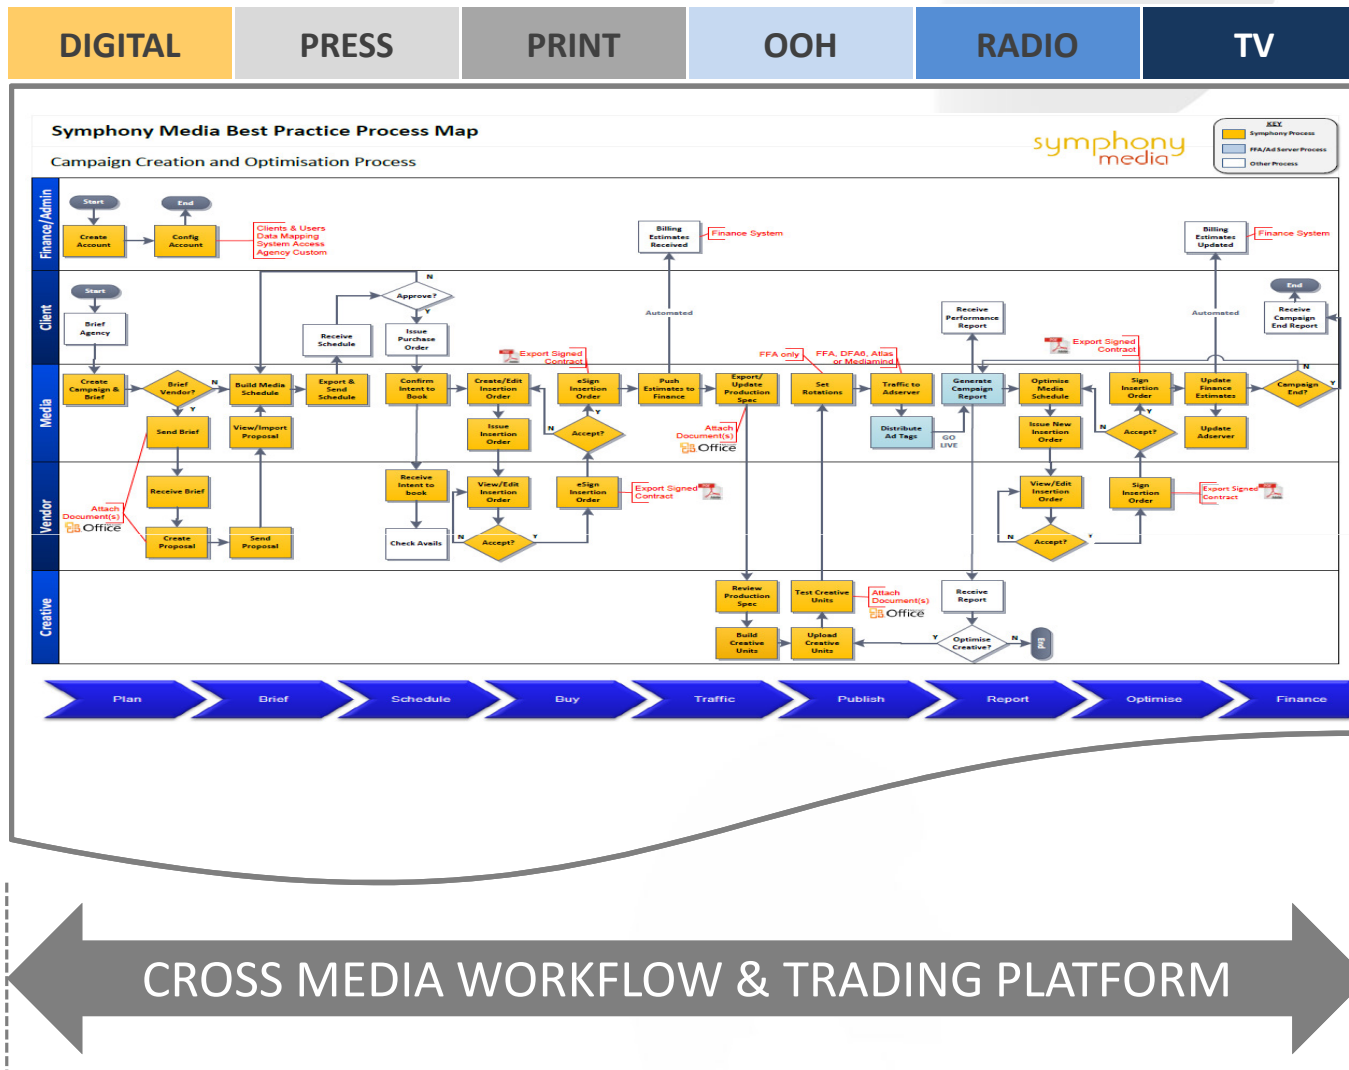 DIGITAL
PRESS
PRINT
OOH
RADIO
TV
Symphony Media Best Practice Process Map
Campaign Creation and Optimisation Process
symphony
media
KEY
Symphony Process
FFA/Ad Server Process
Other Process
Finance/Admin
Start
End
Create
Account
Config
Account
Clients & Users
Data Mapping
System Access
Agency Custom
Billing
Estimates
Received
Finance System
Billing
Estimates
Updated
Finance System
Client
Start
Brief
Agency
Receive
Schedule
N
Approve?
Y
Issue
Purchase
Order
Automated
Receive
Performance
Report
Automated
End
Receive
Campaign
End Report
Media
Create
Campaign &
Brief
Brief
Vendor?
N
Y
Build Media
Schedule
Export &
Send
Schedule
Confirm
Intent to
Book
Create/Edit
Insertion
Order
Export Signed
Contract
eSign
Insertion
Order
Push
Estimates to
Finance
Export/
Update
Production
Spec
FFA only
Set
Rotations
FFA, DFA6, Atlas
or Mediamind
Traffic to
Adserver
Generate
Campaign
Report
Optimise
Media
Schedule
Export Signed
Contract
Sign
Insertion
Order
Update
Finance
Estimates
N
Campaign
End?
Y
Send Brief
View/Import
Proposal
Issue
Insertion
Order
N
Y
Accept?
Attach
Document(s)
Office
Distribute
Ad Tags
GO
LIVE
Issue New
Insertion
Order
N
Y
Accept?
Update
Adserver
Vendor
Receive Brief
Attach
Document(s)
Office
Create
Proposal
Send
Proposal
Receive
Intent to
book
Check Avails
View/Edit
Insertion
Order
N
Accept?
Y
eSign
Insertion
Order
Export Signed
Contract
View/Edit
Insertion
Order
N
Accept?
Y
Sign
Insertion
Order
Export Signed
Contract
Creative
Review
Production
Spec
Test Creative
Units
Attach
Document(s)
Office
Receive
Report
Build
Creative
Units
Upload
Creative
Units
Y
Optimise
Creative?
N
End
Plan
Brief
Schedule
Buy
Traffic
Publish
Report
Optimise
Finance
CROSS MEDIA WORKFLOW & TRADING PLATFORM